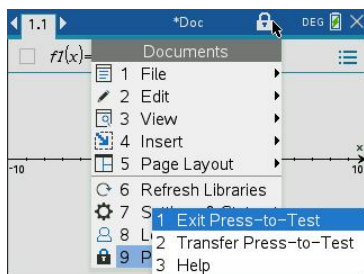 1.1 *Doc DEG
f1(x)=
Documents
1 File
2 Edit
3 View
4 Insert
5 Page Layout
6 Refresh Libraries
7 S
8 L
9 P
1 Exit Press-to-Test
2 Transfer Press-to-Test
3 Help
-10
x
10